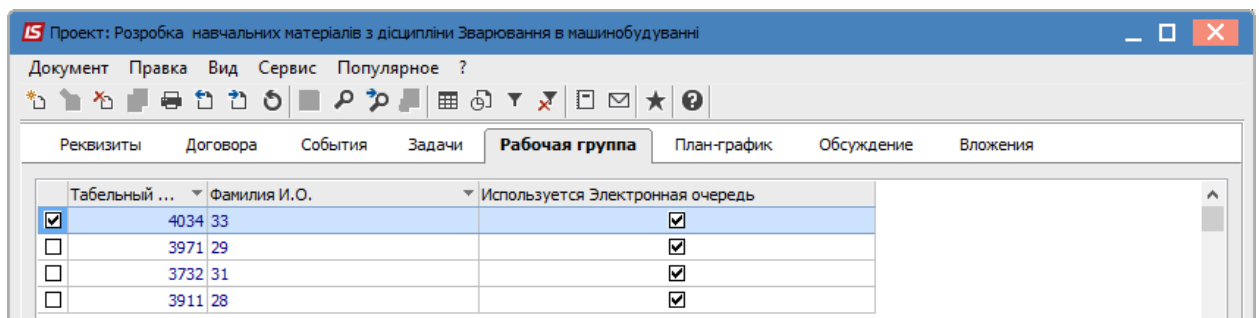 IS Проект: Розробка навчальних матеріалів з дісципліни Зварювання в машинобудуванні
Документ Правка Вид Сервис Популярное ?
Реквизиты Договора События Задачи Рабочая группа План-график Обсуждение Вложения
Табельный ... Фамилия И.О. Используется Электронная очередь
4034 33
3971 29
3732 31
3911 28